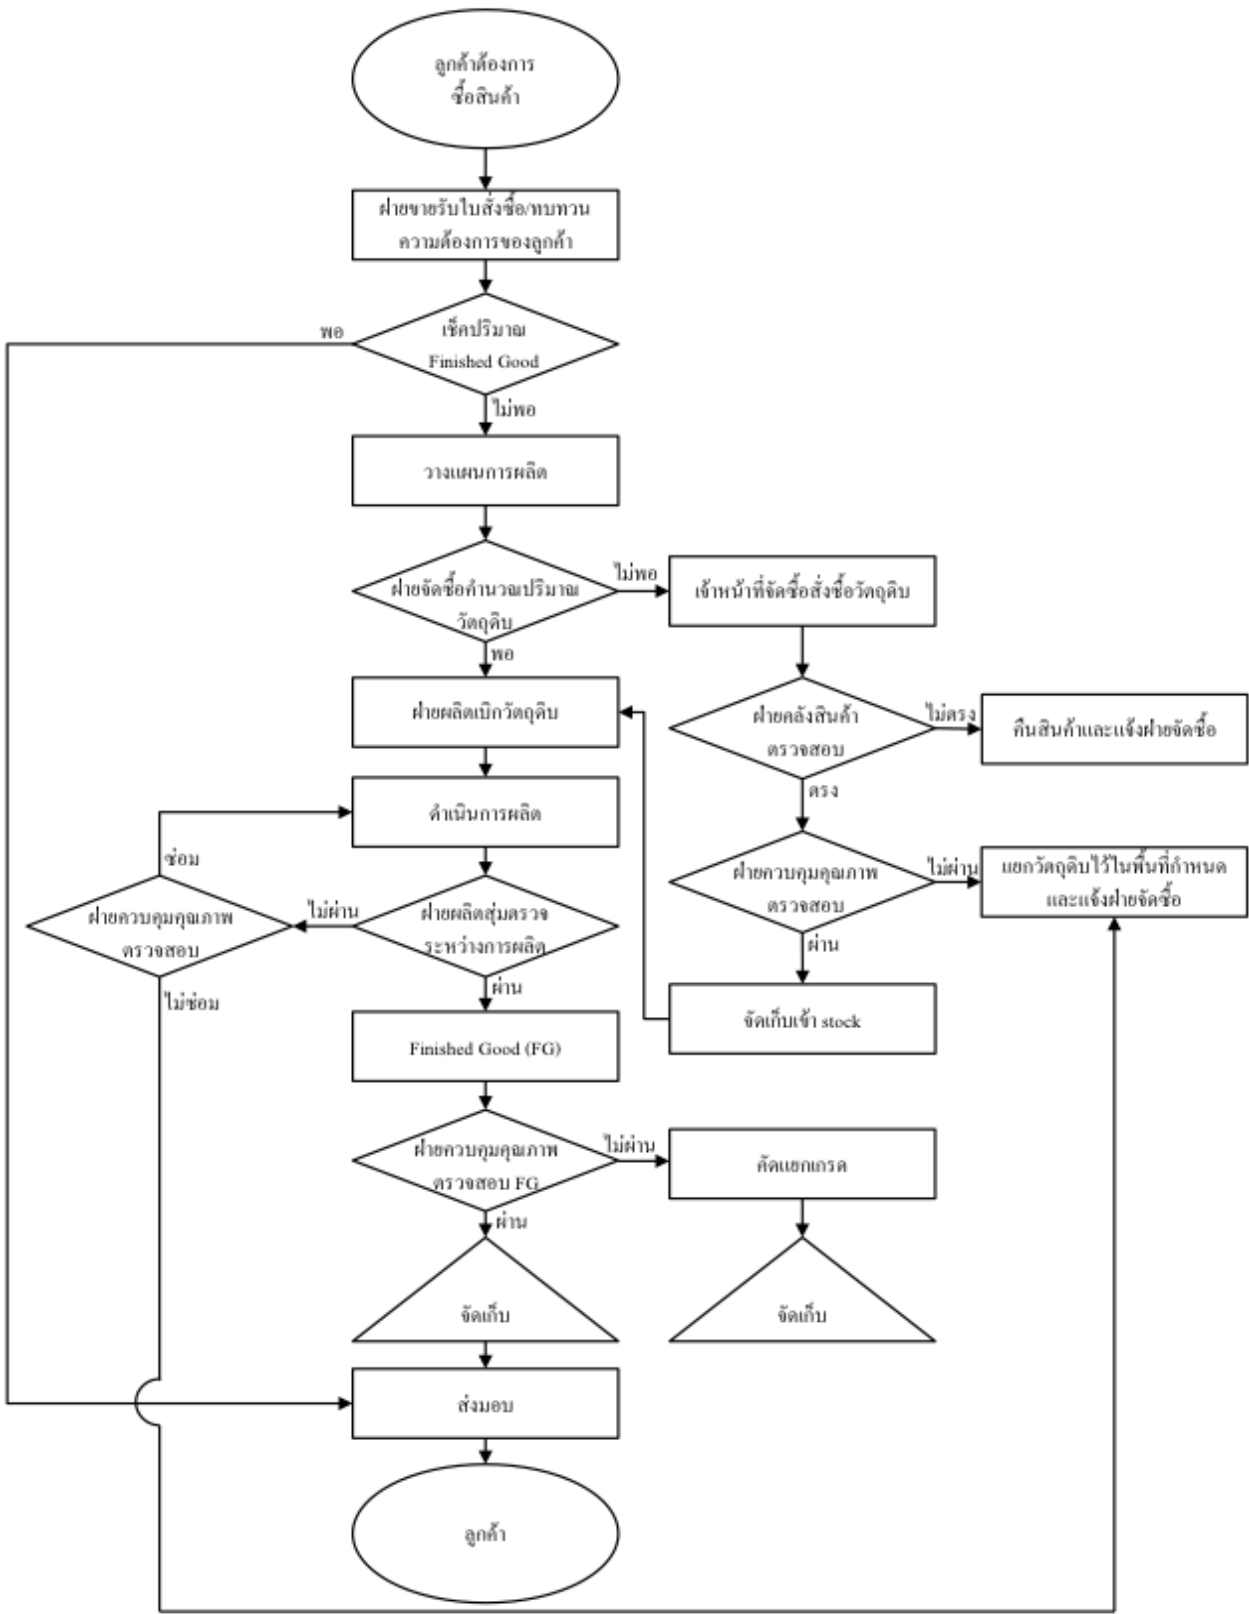 ลูกค้าต้องการ
ซื้อสินค้า
ฝ่ายขายรับใบสั่งซื้อ/ทบทวน
ความต้องการของลูกค้า
พอ
เช็คปริมาณ
Finished Good
ไม่พอ
วางแผนการผลิต
ฝ่ายจัดซื้อคำนวณปริมาณ
วัตถุดิบ
ไม่พอ
เจ้าหน้าที่จัดซื้อสั่งซื้อวัตถุดิบ
พอ
ฝ่ายผลิตเบิกวัตถุดิบ
ฝ่ายคลังสินค้า
ตรวจสอบ
ไม่ตรง
คืนสินค้าและแจ้งฝ่ายจัดซื้อ
ตรง
ดำเนินการผลิต
ซ่อม
ฝ่ายควบคุมคุณภาพ
ตรวจสอบ
ไม่ผ่าน
แยกวัตถุดิบไว้ในพื้นที่กำหนด
และแจ้งฝ่ายจัดซื้อ
ฝ่ายควบคุมคุณภาพ
ตรวจสอบ
ไม่ผ่าน
ฝ่ายผลิตสุ่มตรวจ
ระหว่างการผลิต
ผ่าน
ไม่ซ่อม
ผ่าน
จัดเก็บเข้า stock
Finished Good (FG)
ฝ่ายควบคุมคุณภาพ
ตรวจสอบ FG
ไม่ผ่าน
คัดแยกเกรด
ผ่าน
จัดเก็บ
จัดเก็บ
ส่งมอบ
ลูกค้า